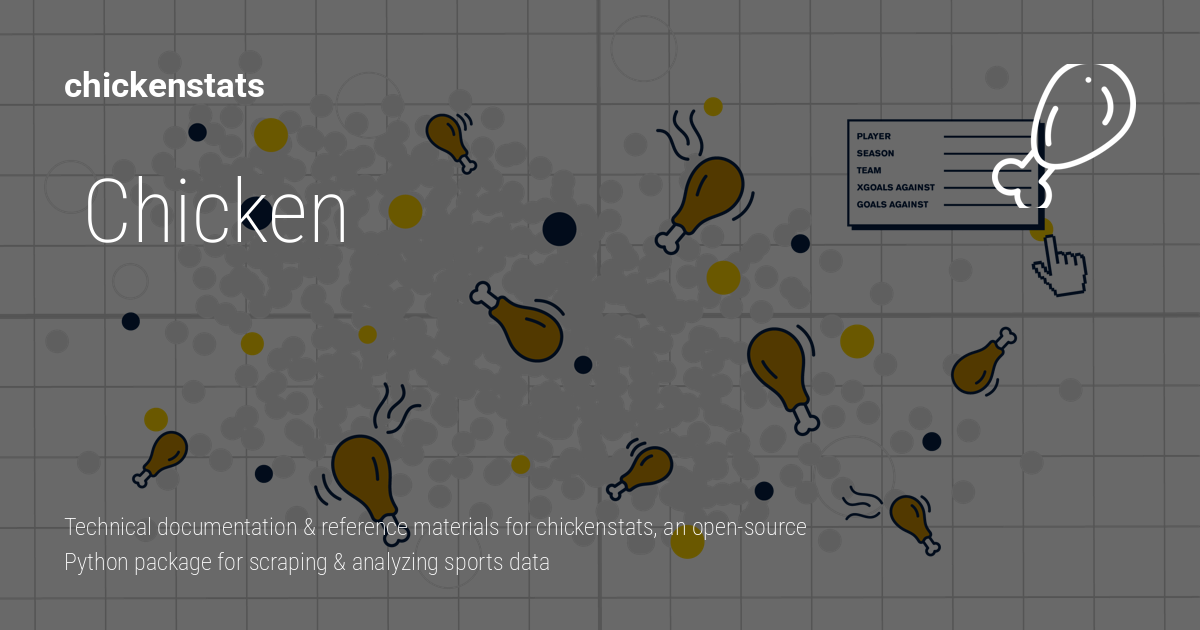 chickenstats
Chicken
PLAYER
SEASON
TEAM
XGOALS AGAINST
GOALS AGAINST
Technical documentation & reference materials for chickenstats, an open-source
Python package for scraping & analyzing sports data